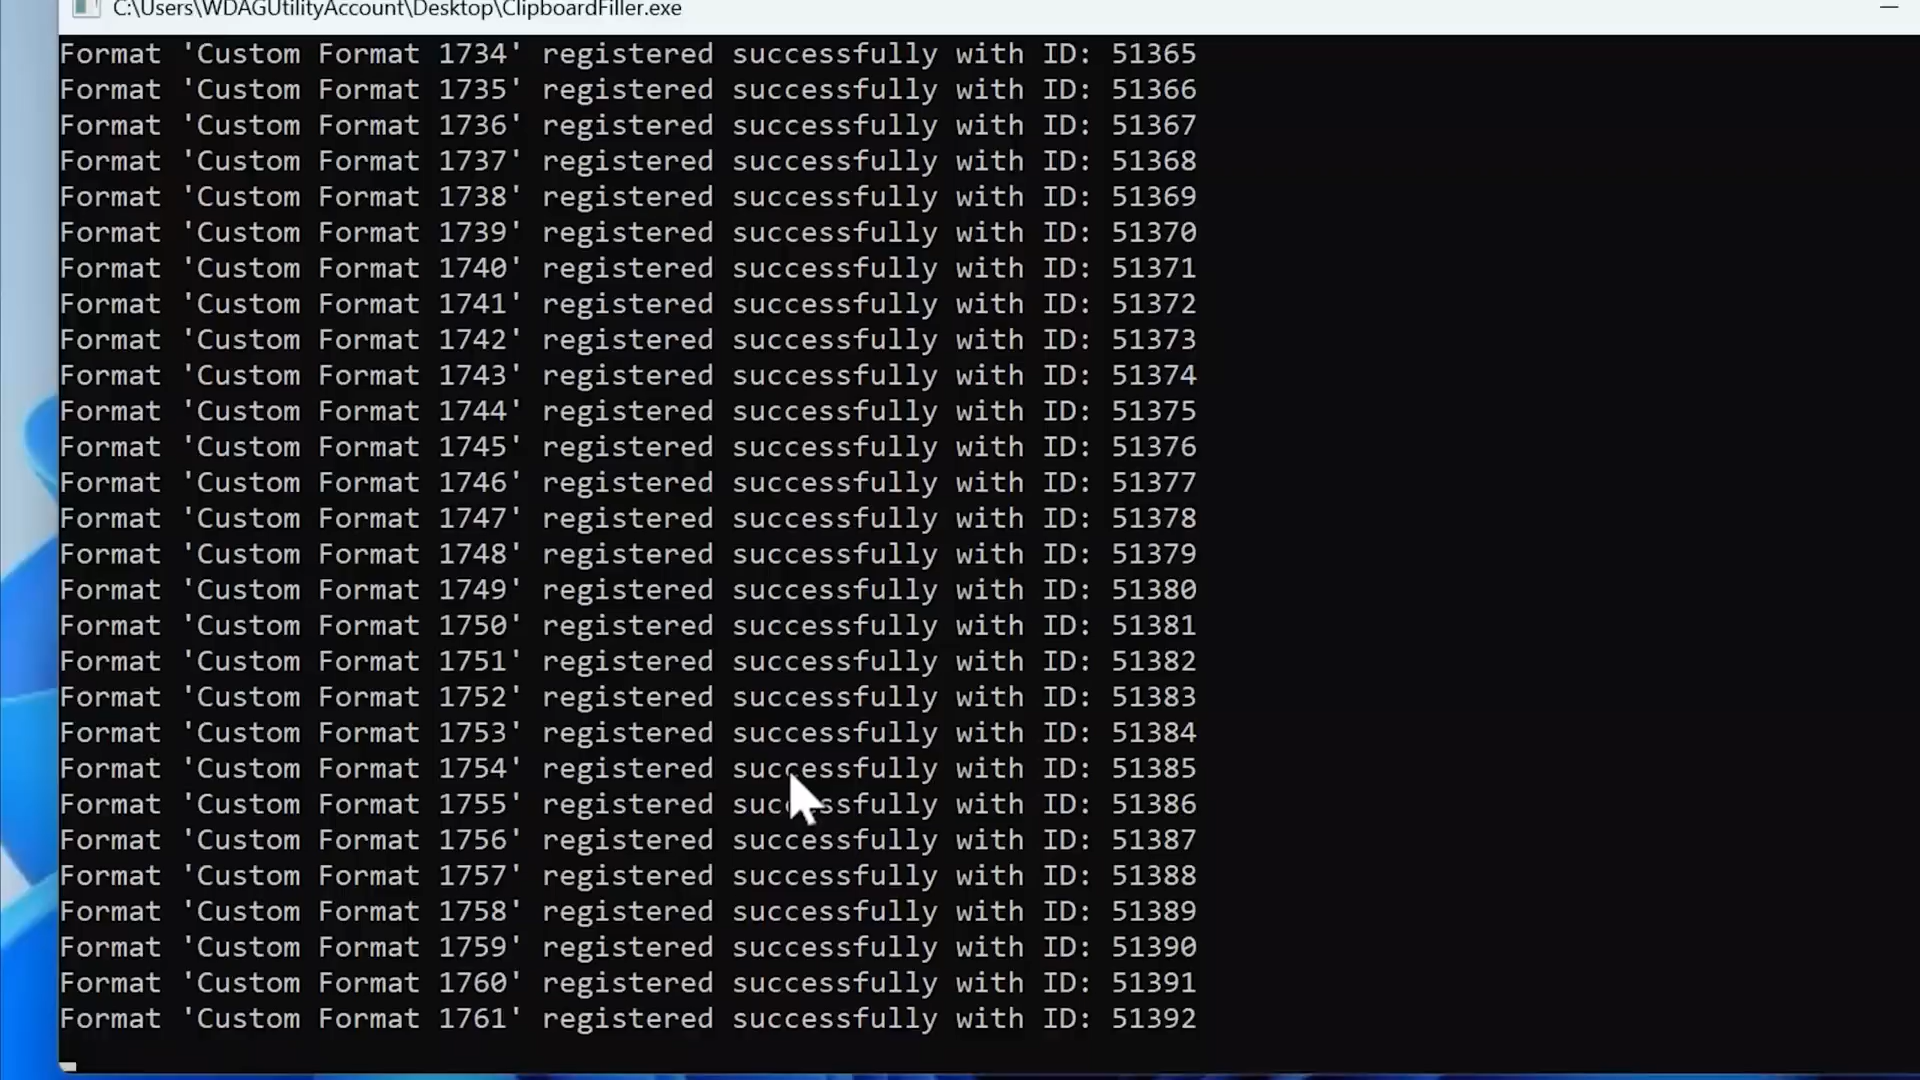 C:\Users\WDAGUtilityAccount\Desktop\ClipboardFiller.exe
Format 'Custom Format 1734' registered successfully with ID: 51365
Format 'Custom Format 1735' registered successfully with ID: 51366
Format 'Custom Format 1736' registered successfully with ID: 51367
Format 'Custom Format 1737' registered successfully with ID: 51368
Format 'Custom Format 1738' registered successfully with ID: 51369
Format 'Custom Format 1739' registered successfully with ID: 51370
Format 'Custom Format 1740' registered successfully with ID: 51371
Format 'Custom Format 1741' registered successfully with ID: 51372
Format 'Custom Format 1742' registered successfully with ID: 51373
Format 'Custom Format 1743' registered successfully with ID: 51374
Format 'Custom Format 1744' registered successfully with ID: 51375
Format 'Custom Format 1745' registered successfully with ID: 51376
Format 'Custom Format 1746' registered successfully with ID: 51377
Format 'Custom Format 1747' registered successfully with ID: 51378
Format 'Custom Format 1748' registered successfully with ID: 51379
Format 'Custom Format 1749' registered successfully with ID: 51380
Format 'Custom Format 1750' registered successfully with ID: 51381
Format 'Custom Format 1751' registered successfully with ID: 51382
Format 'Custom Format 1752' registered successfully with ID: 51383
Format 'Custom Format 1753' registered successfully with ID: 51384
Format 'Custom Format 1754' registered successfully with ID: 51385
Format 'Custom Format 1755' registered successfully with ID: 51386
Format 'Custom Format 1756' registered successfully with ID: 51387
Format 'Custom Format 1757' registered successfully with ID: 51388
Format 'Custom Format 1758' registered successfully with ID: 51389
Format 'Custom Format 1759' registered successfully with ID: 51390
Format 'Custom Format 1760' registered successfully with ID: 51391
Format 'Custom Format 1761' registered successfully with ID: 51392